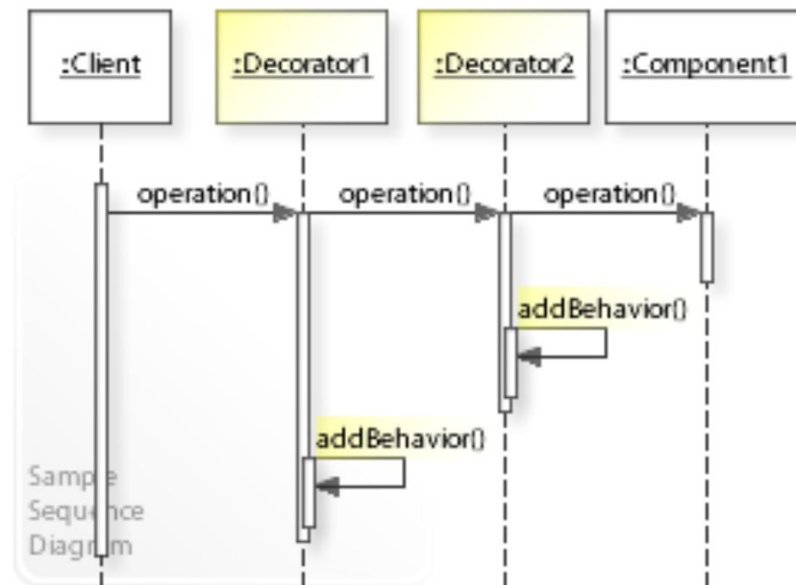 :Client :Decorator1 :Decorator2 :Component1
operation() operation() operation()
addBehavior()
addBehavior()
Sample
Sequence
Diagram